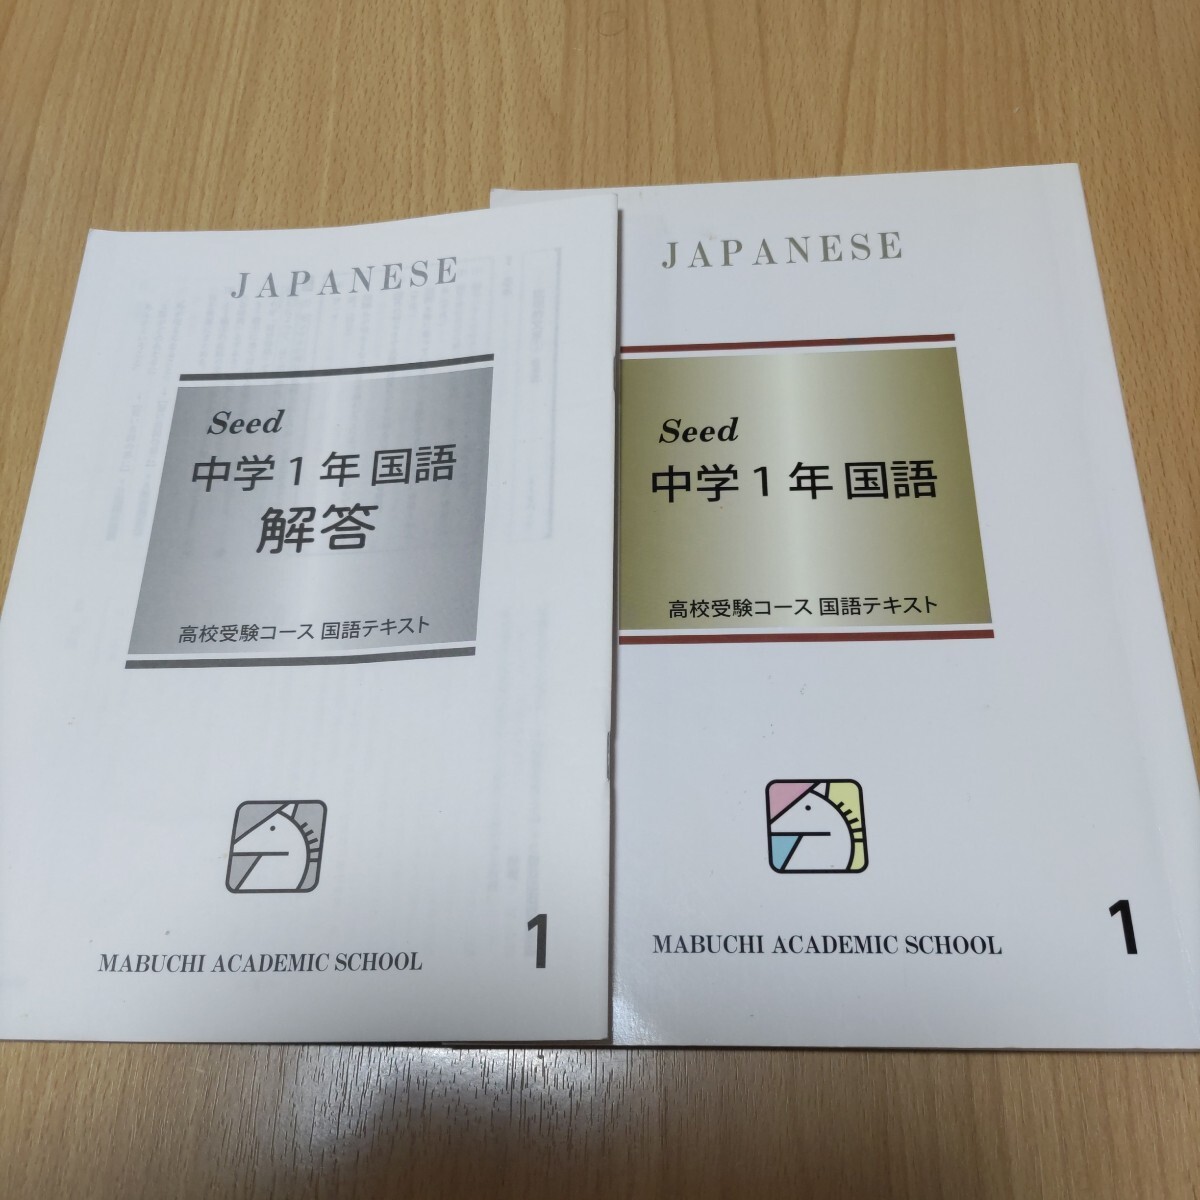 JAPANESE
Seed
中学1年 国語
解答
高校受験コース 国語テキスト
MABUCHI ACADEMIC SCHOOL
1
JAPANESE
Seed
中学1年 国語
高校受験コース 国語テキスト
MABUCHI ACADEMIC SCHOOL
1